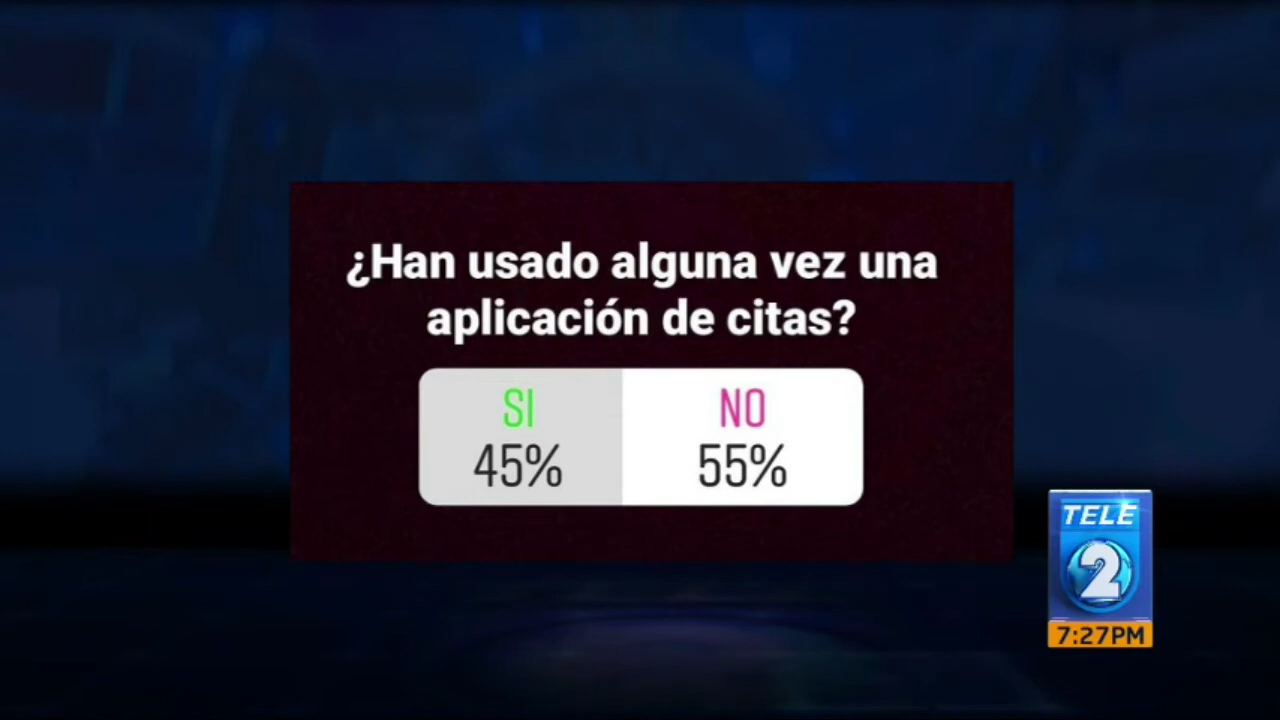 ¿Han usado alguna vez una
aplicación de citas?
SI NO
45% 55%
TELE
2
7:27PM